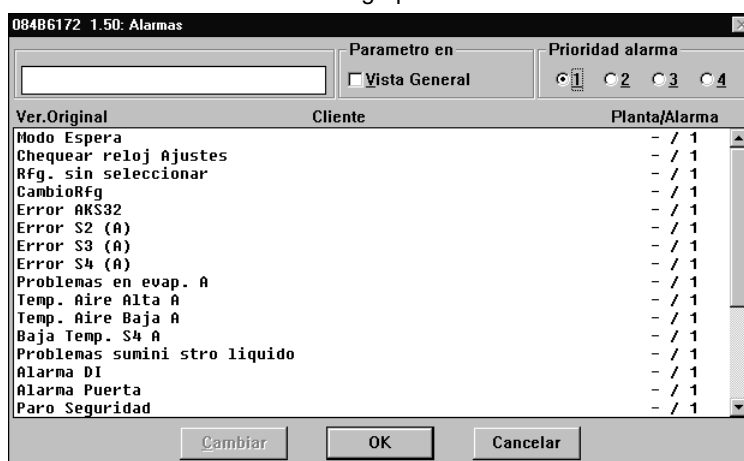 084B6172 1.50: Alarmas
Parametro en Prioridad alarma
Vista General 1 2 3 4
Ver.Original Cliente Planta/Alarma
Modo Espera - / 1
Chequear reloj Ajustes - / 1
Rfg. sin seleccionar - / 1
CambioRfg - / 1
Error AKS32 - / 1
Error S2 (A) - / 1
Error S3 (A) - / 1
Error S4 (A) - / 1
Problemas en evap. A - / 1
Temp. Aire Alta A - / 1
Temp. Aire Baja A - / 1
Baja Temp. S4 A - / 1
Problemas sumini stro liquido - / 1
Alarma DI - / 1
Alarma Puerta - / 1
Paro Seguridad - / 1
Cambiar OK Cancelar